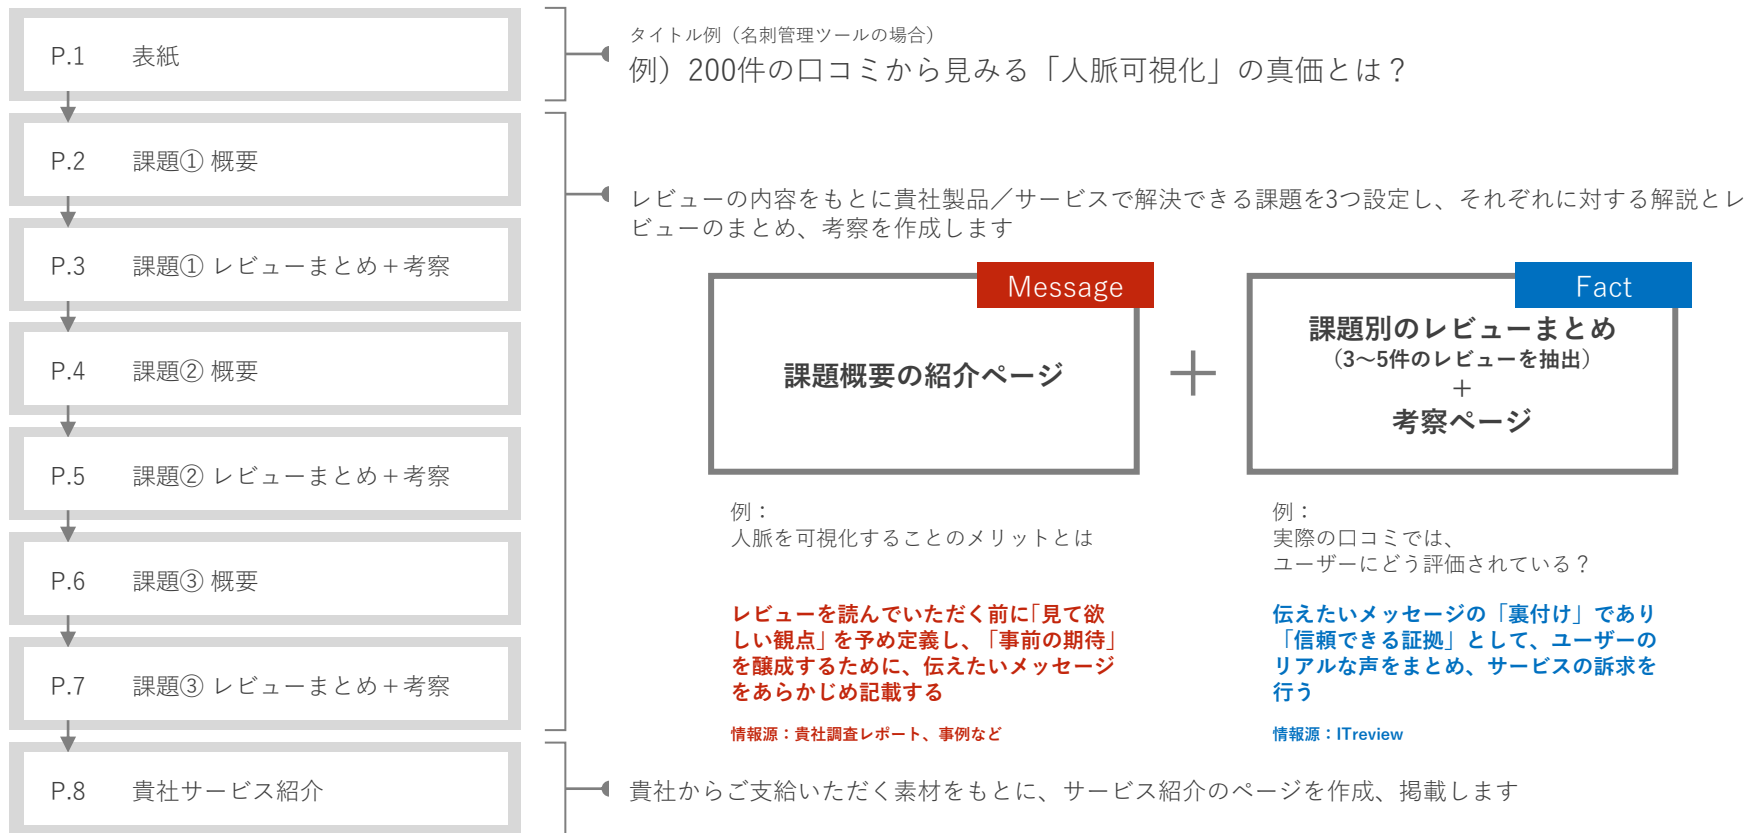 P.1 表紙
P.2 課題① 概要
P.3 課題① レビューまとめ＋考察
P.4 課題② 概要
P.5 課題② レビューまとめ＋考察
P.6 課題③ 概要
P.7 課題③ レビューまとめ＋考察
P.8 貴社サービス紹介
タイトル例（名刺管理ツールの場合）
例）200件の口コミから見みる「人脈可視化」の真価とは？
レビューの内容をもとに貴社製品／サービスで解決できる課題を3つ設定し、それぞれに対する解説とレ
ビューのまとめ、考察を作成します
Message
課題概要の紹介ページ
＋
Fact
課題別のレビューまとめ
（3〜5件のレビューを抽出）
＋
考察ページ
例：
人脈を可視化することのメリットとは
レビューを読んでいただく前に「見て欲
しい観点」を予め定義し、「事前の期待」
を醸成するために、伝えたいメッセージ
をあらかじめ記載する
情報源：貴社調査レポート、事例など
例：
実際の口コミでは、
ユーザーにどう評価されている？
伝えたいメッセージの「裏付け」であり
「信頼できる証拠」として、ユーザーの
リアルな声をまとめ、サービスの訴求を
行う
情報源：ITreview
貴社からご支給いただく素材をもとに、サービス紹介のページを作成、掲載します